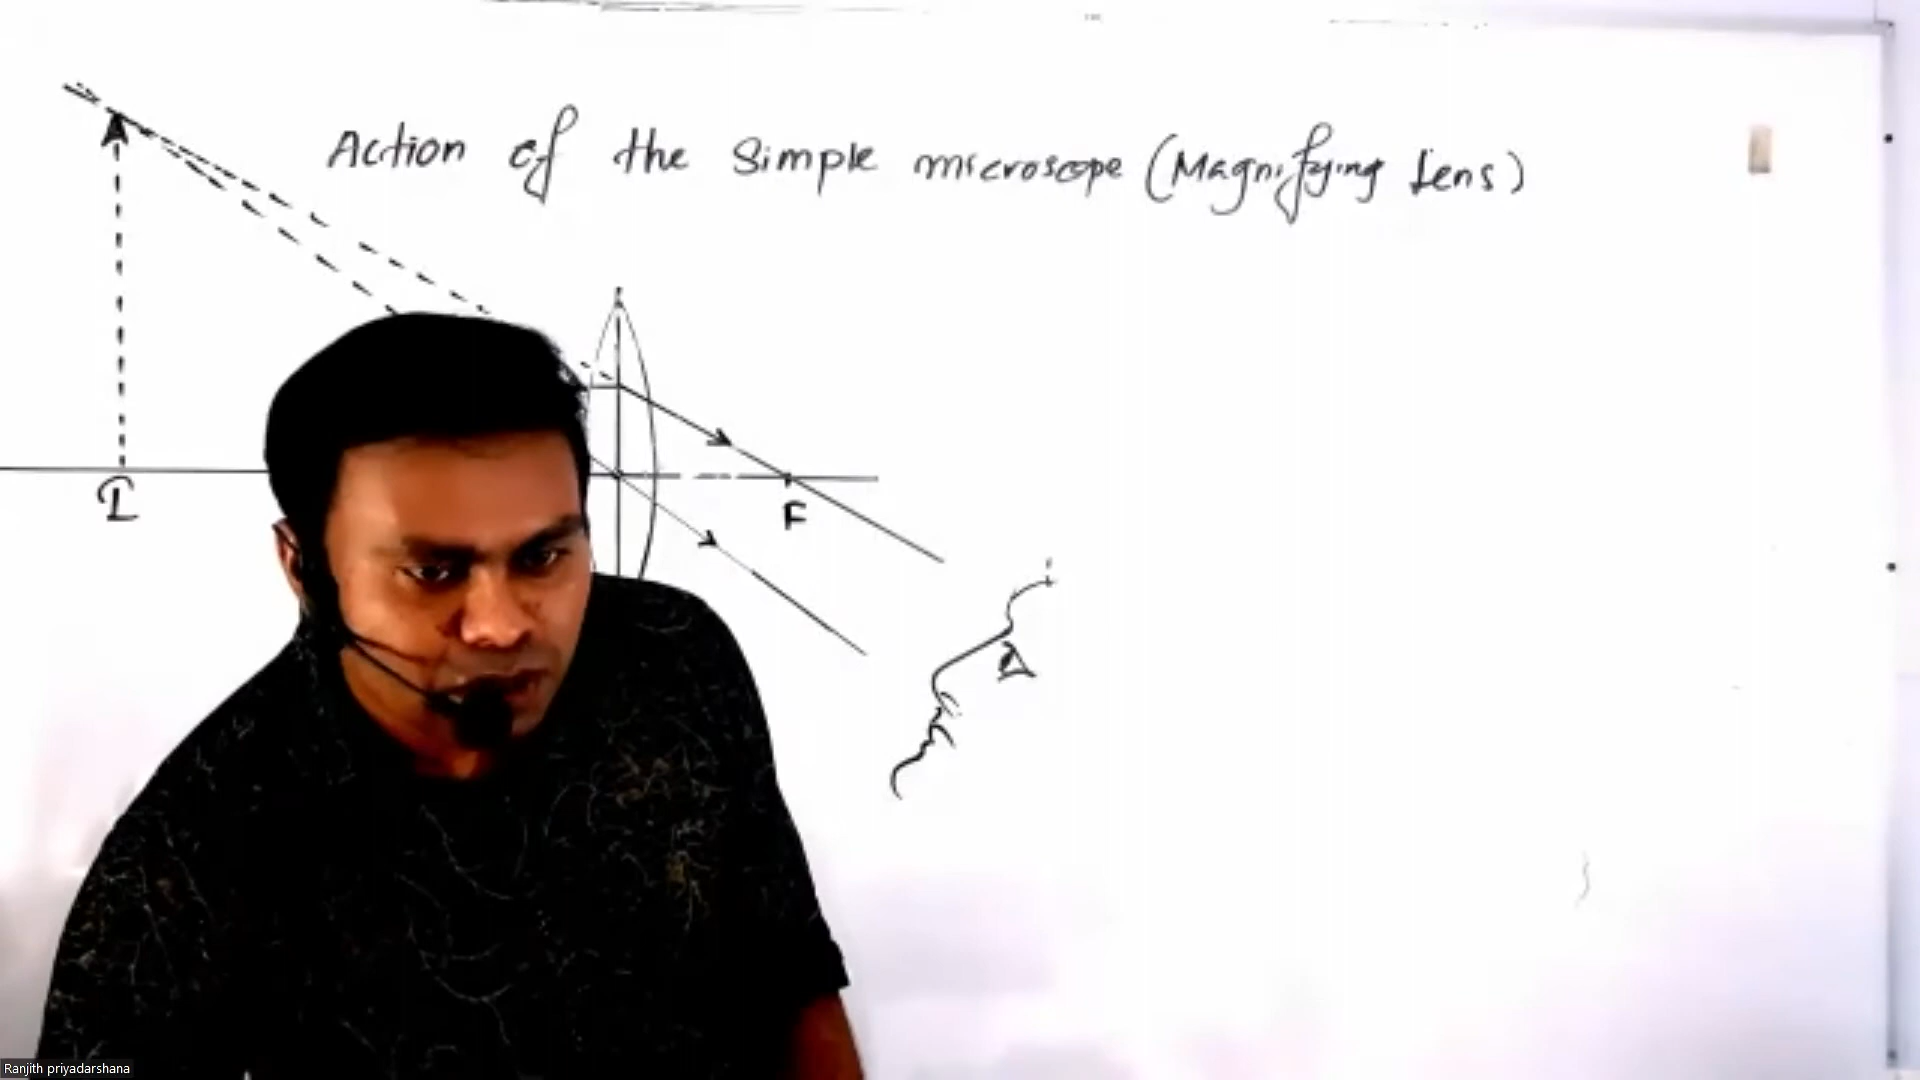 Action of the Simple microscope (Magnifying Lens)
I
F
Ranjith priyadarshana